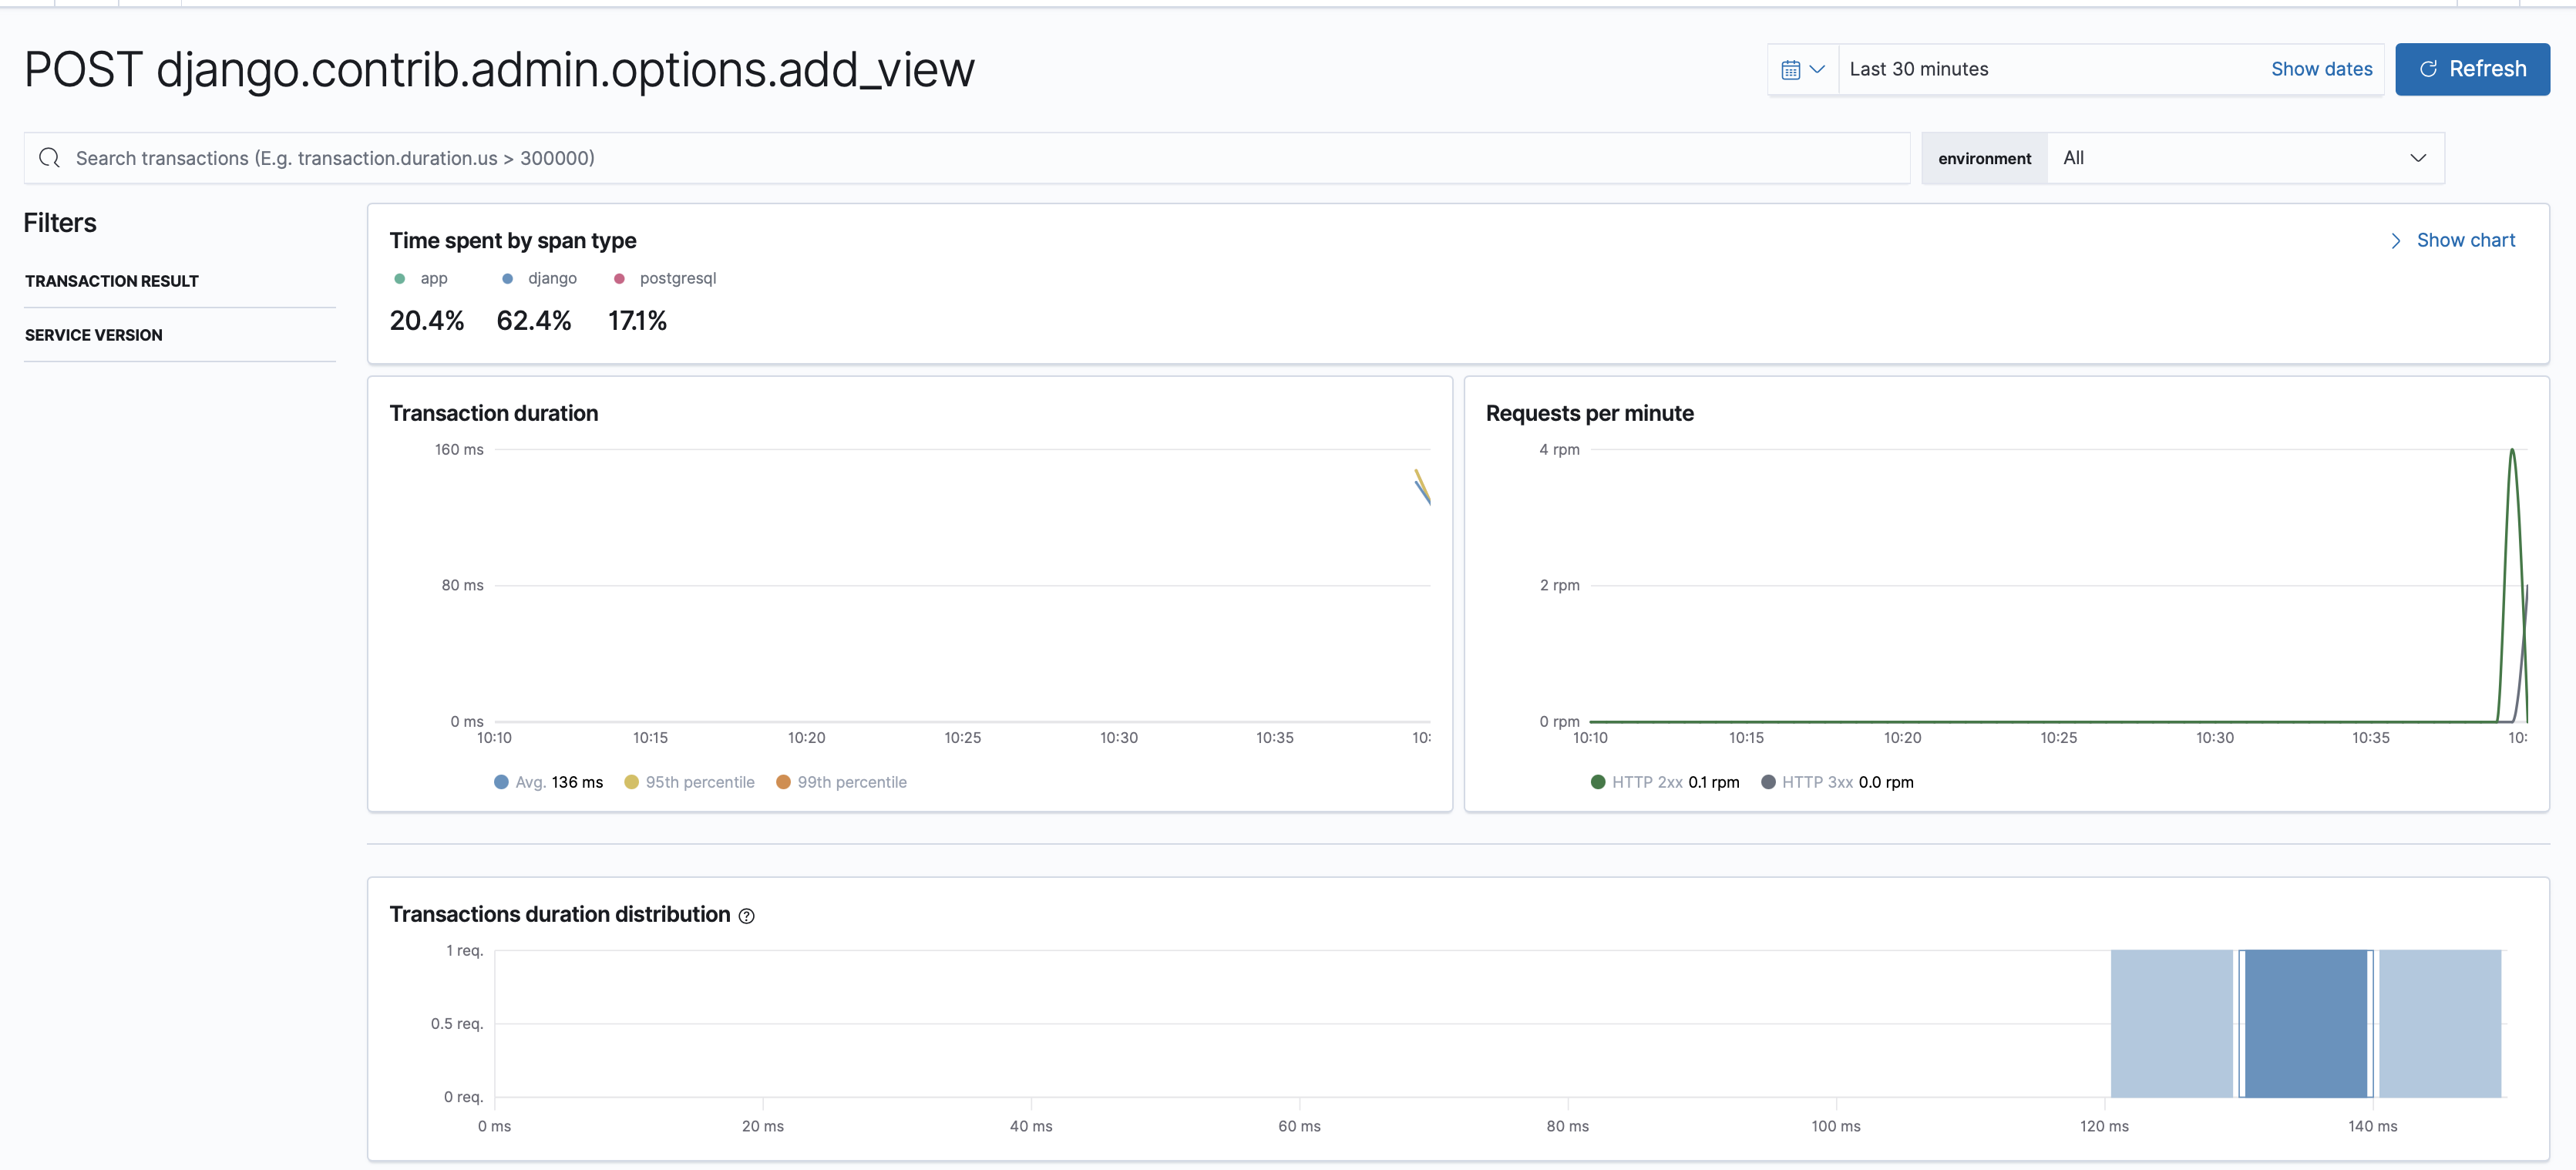 POST django.contrib.admin.options.add_view
Last 30 minutes
Show dates
Refresh
Search transactions (E.g. transaction.duration.us > 300000)
environment
All
Filters
TRANSACTION RESULT
SERVICE VERSION
Time spent by span type
Show chart
app django postgresql
20.4% 62.4% 17.1%
Transaction duration
160 ms
80 ms
0 ms
10:10 10:15 10:20 10:25 10:30 10:35 10:
Avg. 136 ms 95th percentile 99th percentile
Requests per minute
4 rpm
2 rpm
0 rpm
10:10 10:15 10:20 10:25 10:30 10:35 10:
HTTP 2xx 0.1 rpm HTTP 3xx 0.0 rpm
Transactions duration distribution
1 req.
0.5 req.
0 req.
0 ms 20 ms 40 ms 60 ms 80 ms 100 ms 120 ms 140 ms